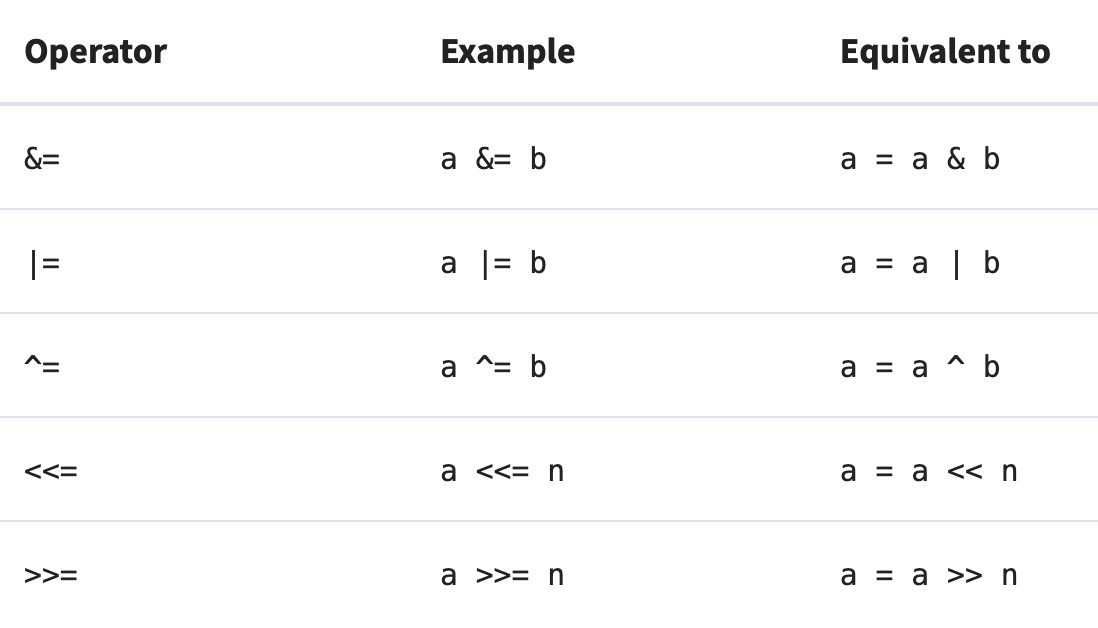 Operator Example Equivalent to
&= a &= b a = a & b
|= a |= b a = a | b
^= a ^= b a = a ^ b
<<= a <<= n a = a << n
>>= a >>= n a = a >> n